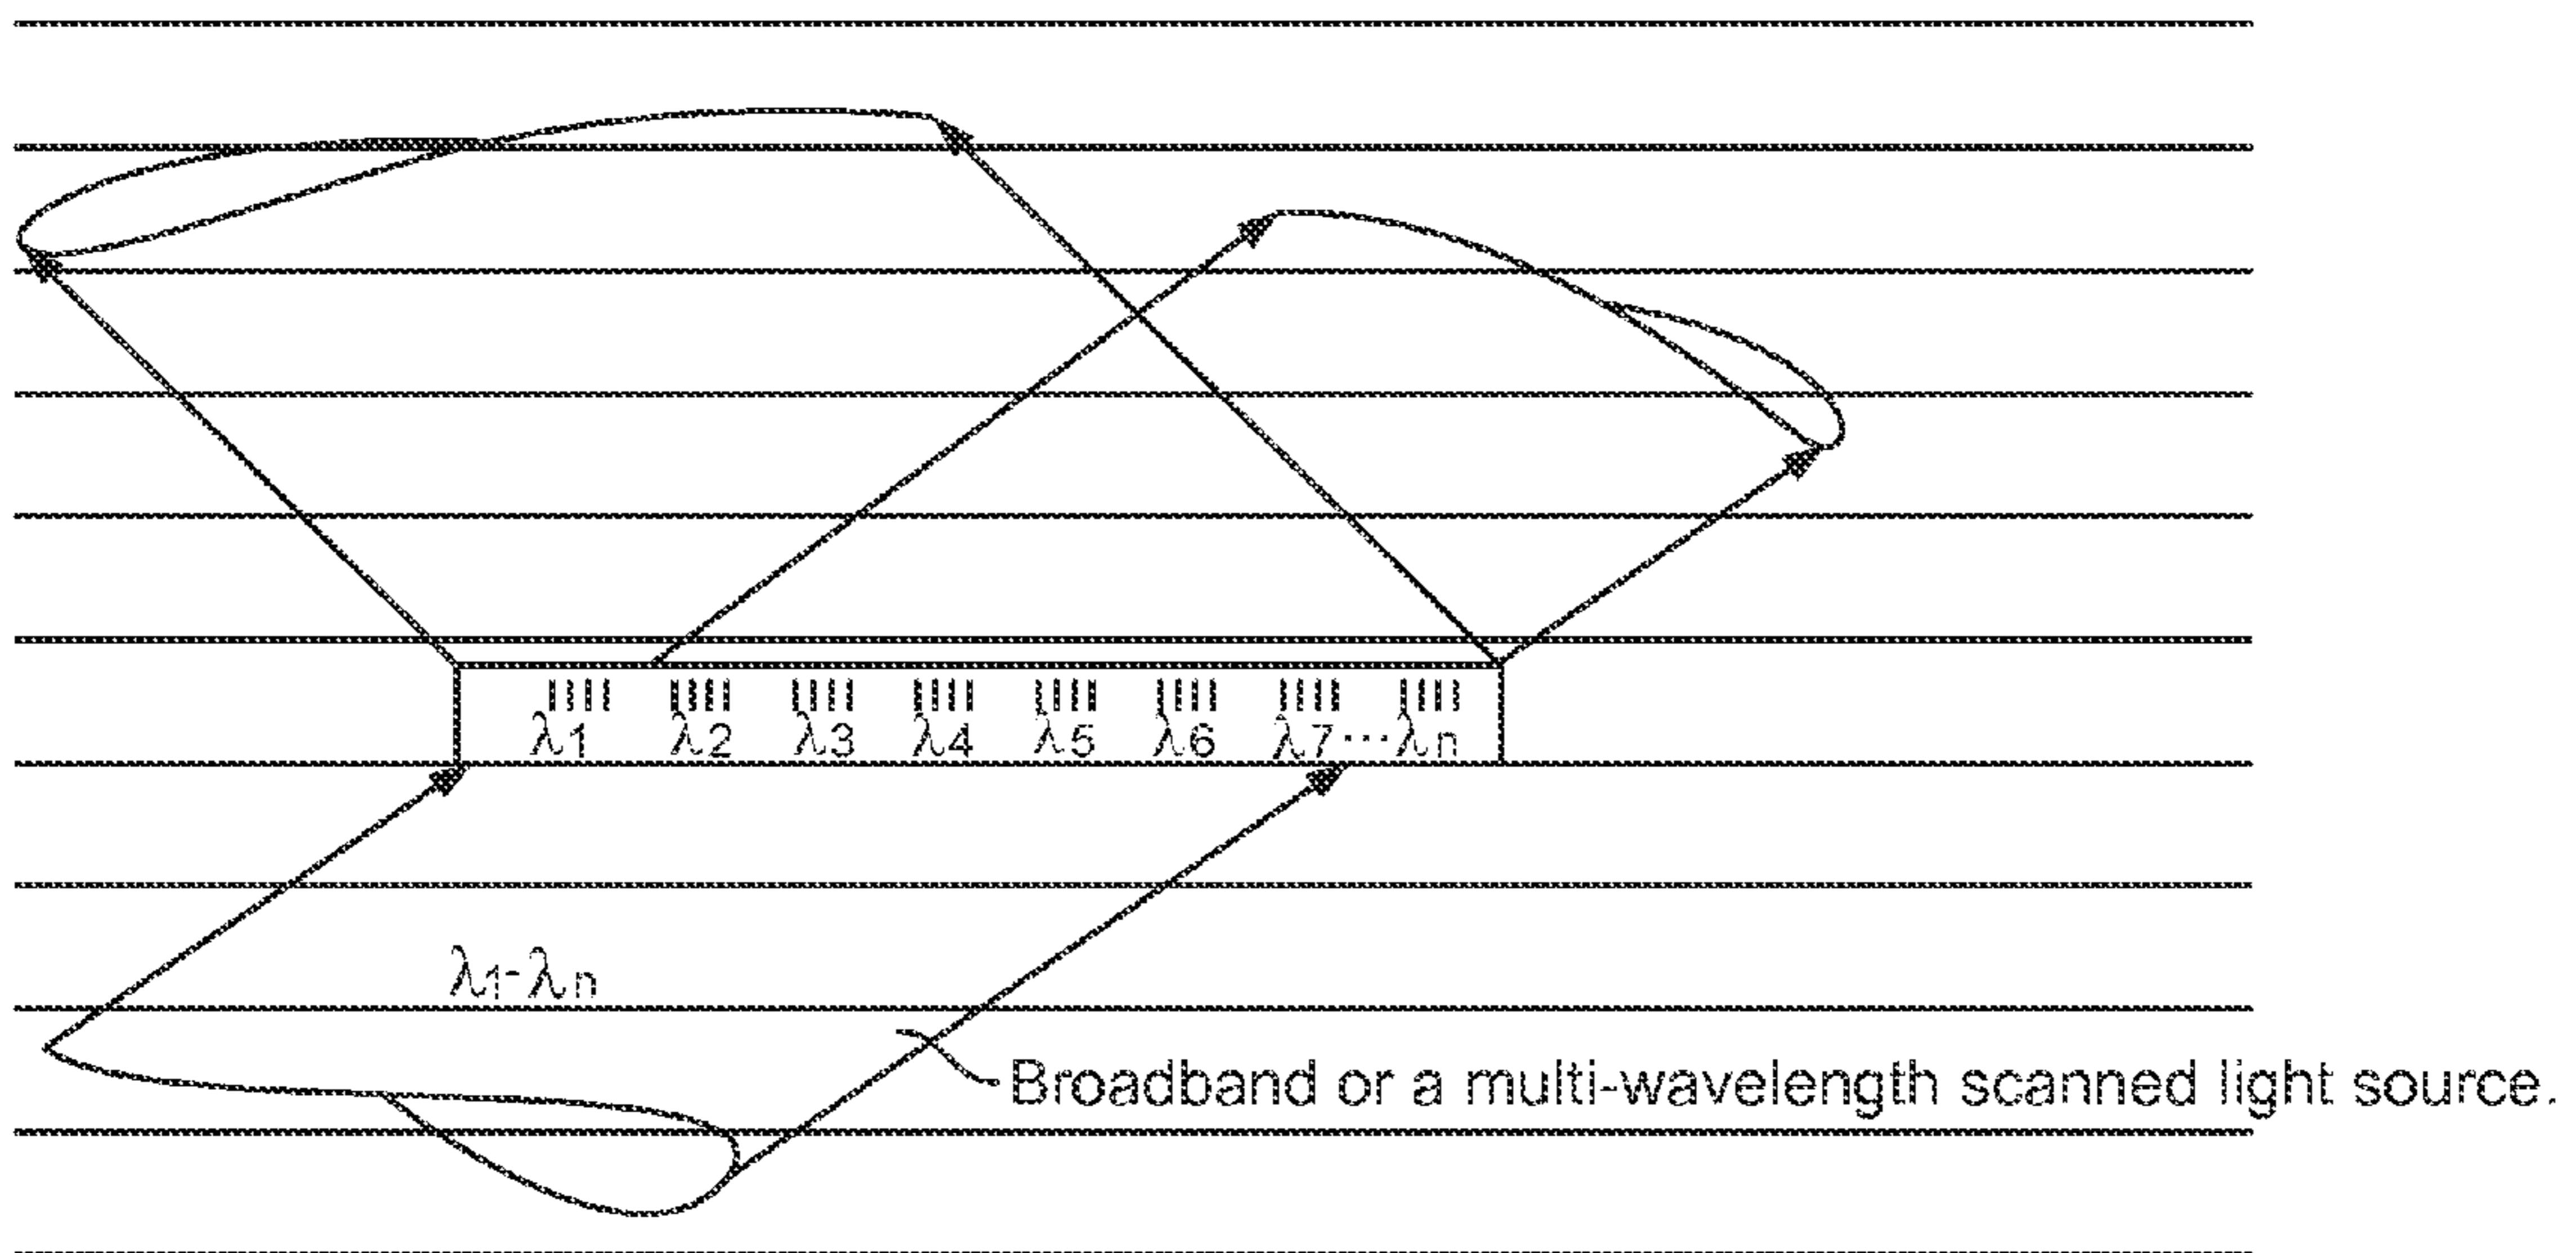 λ1 λ2 λ3 λ4 λ5 λ6 λ7···λn
λ1-λn
Broadband or a multi-wavelength scanned light source.